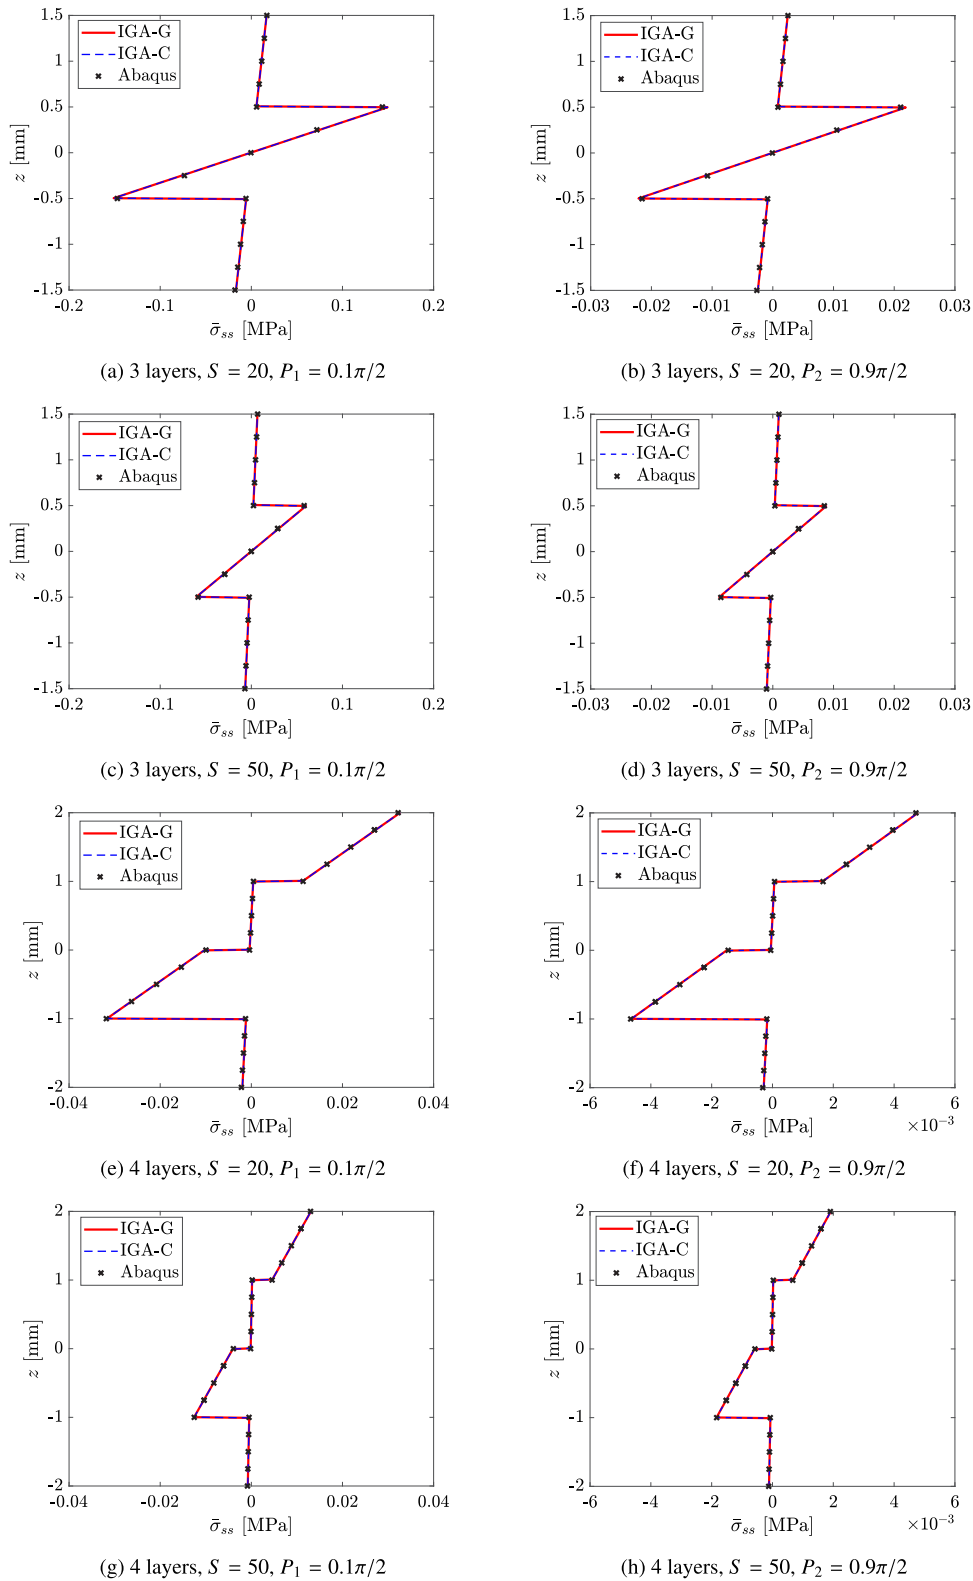 1.5
1
0.5
0
-0.5
-1
-1.5
z [mm]
IGA-G
IGA-C
Abaqus
-0.2
-0.1
0
0.1
0.2
σ̄ss [MPa]
(a) 3 layers, S = 20, P1 = 0.1π/2
1.5
1
0.5
0
-0.5
-1
-1.5
z [mm]
IGA-G
IGA-C
Abaqus
-0.03
-0.02
-0.01
0
0.01
0.02
0.03
σ̄ss [MPa]
(b) 3 layers, S = 20, P2 = 0.9π/2
1.5
1
0.5
0
-0.5
-1
-1.5
z [mm]
IGA-G
IGA-C
Abaqus
-0.2
-0.1
0
0.1
0.2
σ̄ss [MPa]
(c) 3 layers, S = 50, P1 = 0.1π/2
1.5
1
0.5
0
-0.5
-1
-1.5
z [mm]
IGA-G
IGA-C
Abaqus
-0.03
-0.02
-0.01
0
0.01
0.02
0.03
σ̄ss [MPa]
(d) 3 layers, S = 50, P2 = 0.9π/2
2
1
0
-1
-2
z [mm]
IGA-G
IGA-C
Abaqus
-0.04
-0.02
0
0.02
0.04
σ̄ss [MPa]
(e) 4 layers, S = 20, P1 = 0.1π/2
2
1
0
-1
-2
z [mm]
IGA-G
IGA-C
Abaqus
-6
-4
-2
0
2
4
6
×10-3
σ̄ss [MPa]
(f) 4 layers, S = 20, P2 = 0.9π/2
2
1
0
-1
-2
z [mm]
IGA-G
IGA-C
Abaqus
-0.04
-0.02
0
0.02
0.04
σ̄ss [MPa]
(g) 4 layers, S = 50, P1 = 0.1π/2
2
1
0
-1
-2
z [mm]
IGA-G
IGA-C
Abaqus
-6
-4
-2
0
2
4
6
×10-3
σ̄ss [MPa]
(h) 4 layers, S = 50, P2 = 0.9π/2